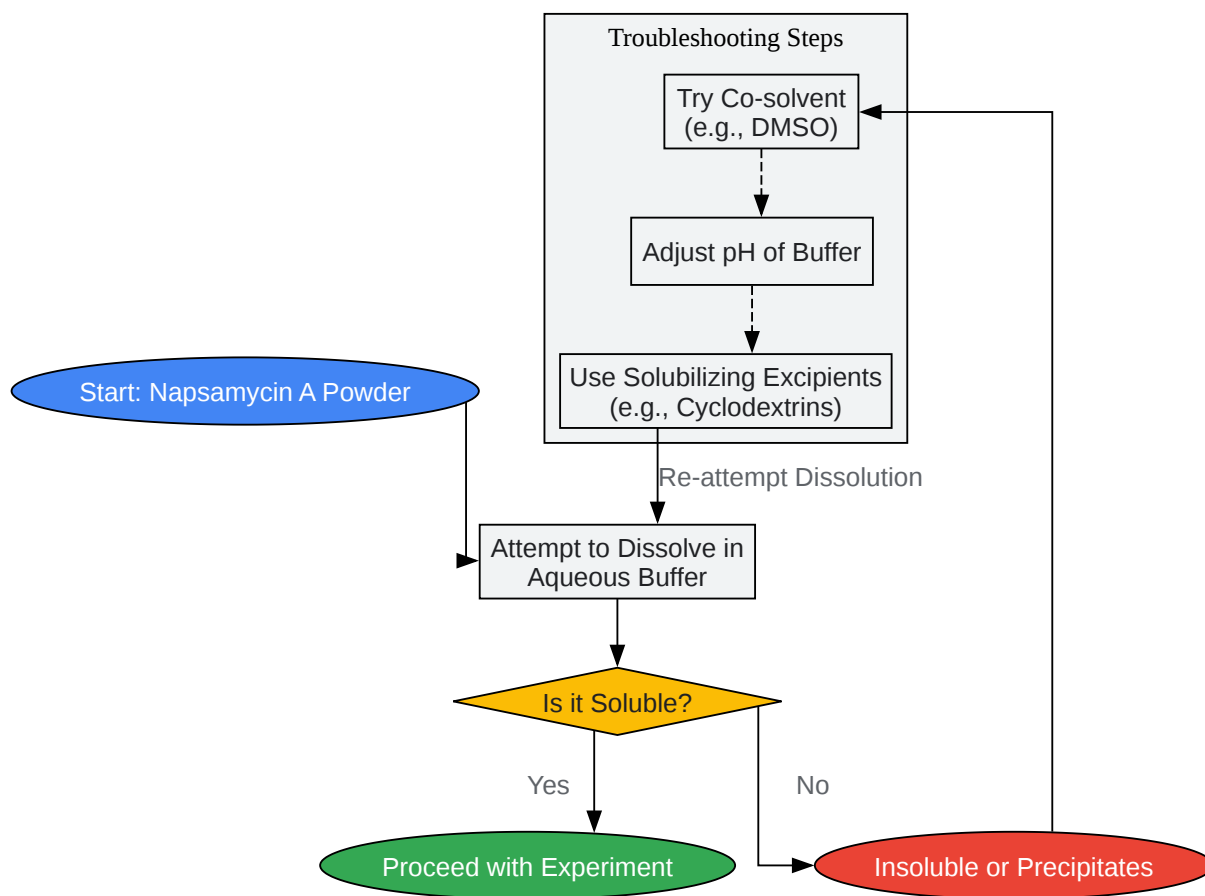 Troubleshooting Steps
Try Co-solvent
(e.g., DMSO)
Adjust pH of Buffer
Use Solubilizing Excipients
(e.g., Cyclodextrins)
Start: Napsamycin A Powder
Re-attempt Dissolution
Attempt to Dissolve in
Aqueous Buffer
Is it Soluble?
Yes
No
Proceed with Experiment
Insoluble or Precipitates